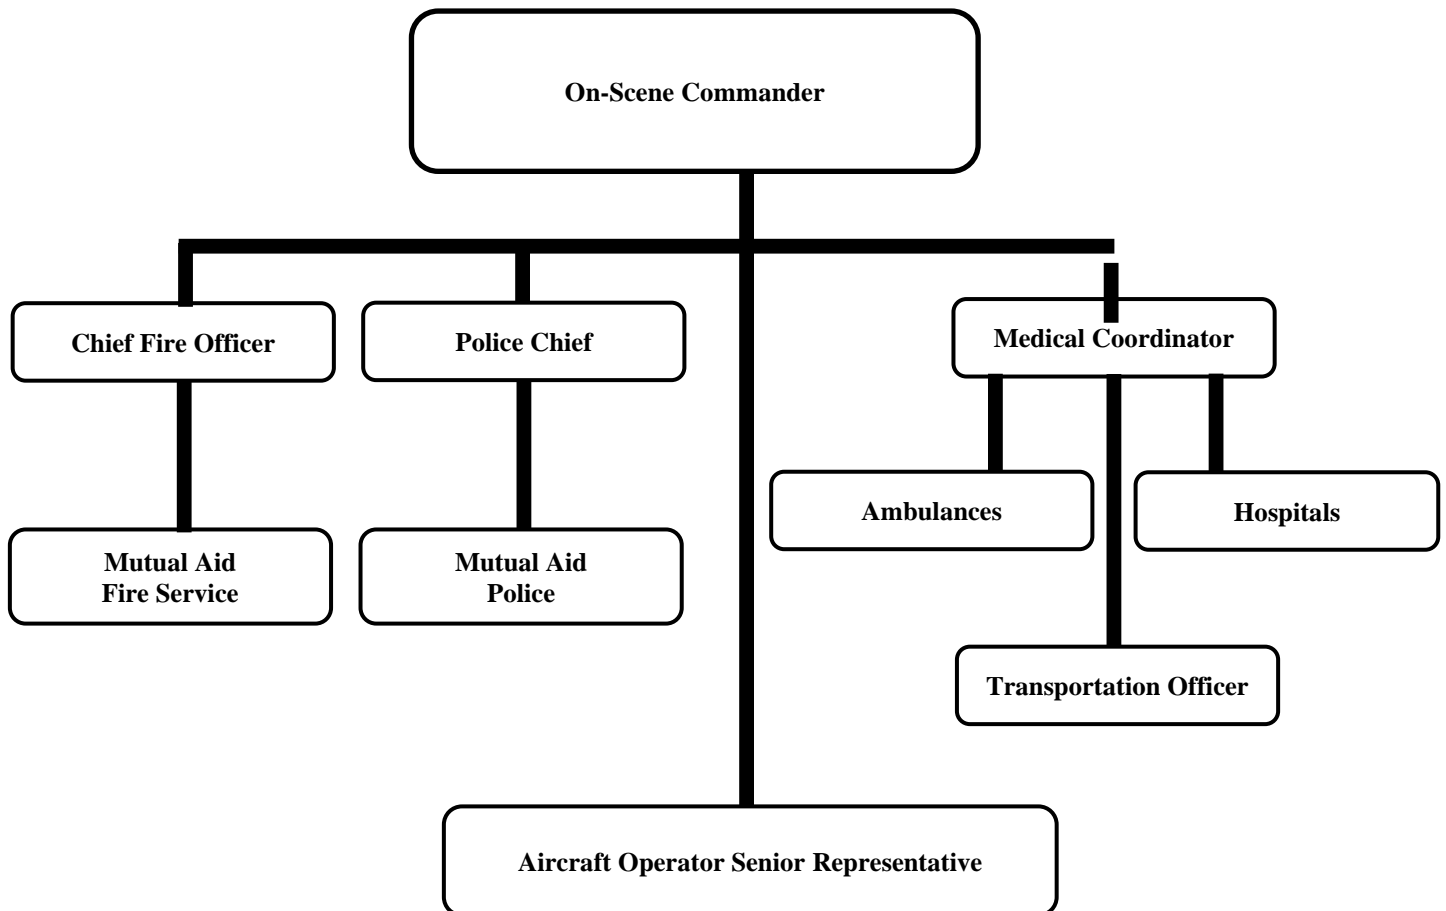 On-Scene Commander
Chief Fire Officer
Police Chief
Medical Coordinator
Ambulances
Hospitals
Mutual Aid
Fire Service
Mutual Aid
Police
Transportation Officer
Aircraft Operator Senior Representative